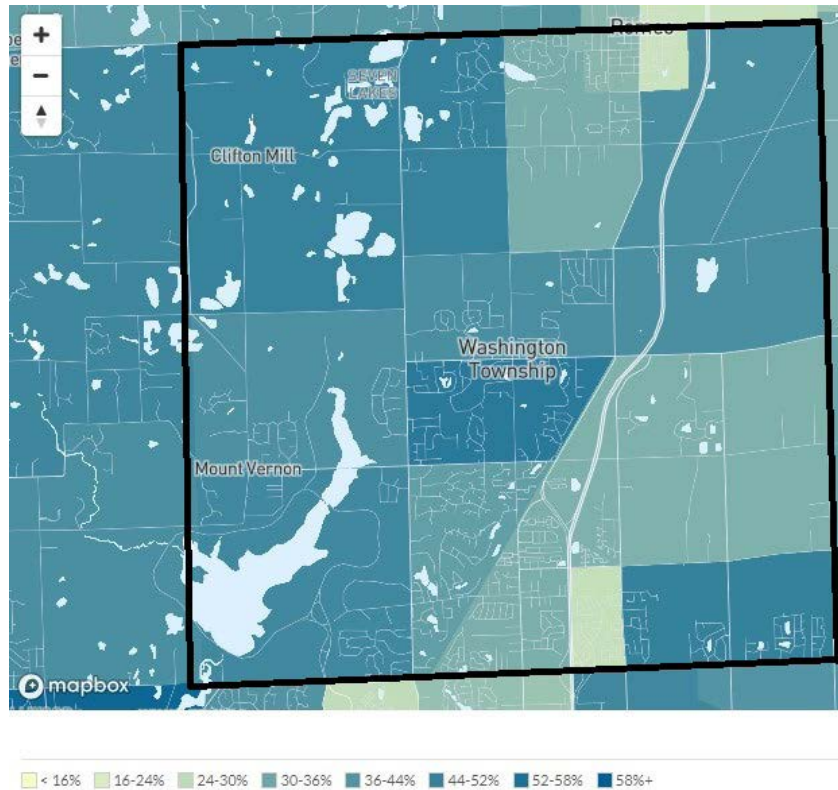 +
Romeo
−
SEVEN
LAKES
Clifton Mill
Washington
Township
Mount Vernon
mapbox
< 16% 16-24% 24-30% 30-36% 36-44% 44-52% 52-58% 58%+